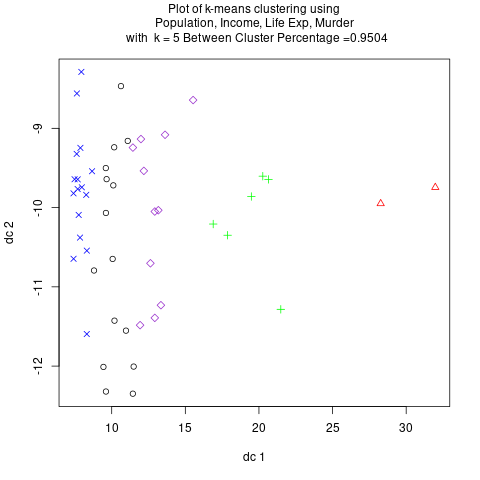 Plot of k-means clustering using
Population, Income, Life Exp, Murder
with k = 5 Between Cluster Percentage =0.9504
-9
-10
-11
-12
dc 2
10 15 20 25 30
dc 1